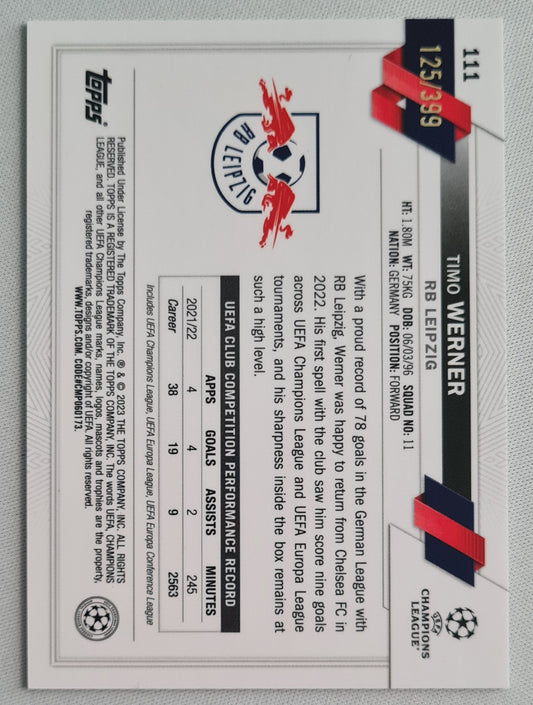 111
125/399
TIMO WERNER
RB LEIPZIG
HT: 1.80M WT: 75KG DOB: 06/03/96 SQUAD NO: 11
NATION: GERMANY POSITION: FORWARD
UEFA
CHAMPIONS
LEAGUE
RB LEIPZIG
With a proud record of 78 goals in the German League with
RB Leipzig, Werner was happy to return from Chelsea FC in
2022. His first spell with the club saw him score nine goals
across UEFA Champions League and UEFA Europa League
tournaments, and his sharpness inside the box remains at
such a high level.
UEFA CLUB COMPETITION PERFORMANCE RECORD
APPS GOALS ASSISTS MINUTES
2021/22 4 4 2 245
Career 38 19 9 2563
Includes UEFA Champions League, UEFA Europa League, UEFA Europa Conference League
topps®
Published Under License by The Topps Company, Inc. ® & © 2023 THE TOPPS COMPANY, INC. ALL RIGHTS
RESERVED. TOPPS IS A REGISTERED TRADEMARK OF THE TOPPS COMPANY, INC. The words UEFA, CHAMPIONS
LEAGUE, and all other UEFA Champions League marks, names, logos, mascots and trophies are the property,
registered trademarks, designs and/or copyright of UEFA. All rights reserved.
WWW.TOPPS.COM. CODE#CMP060173.